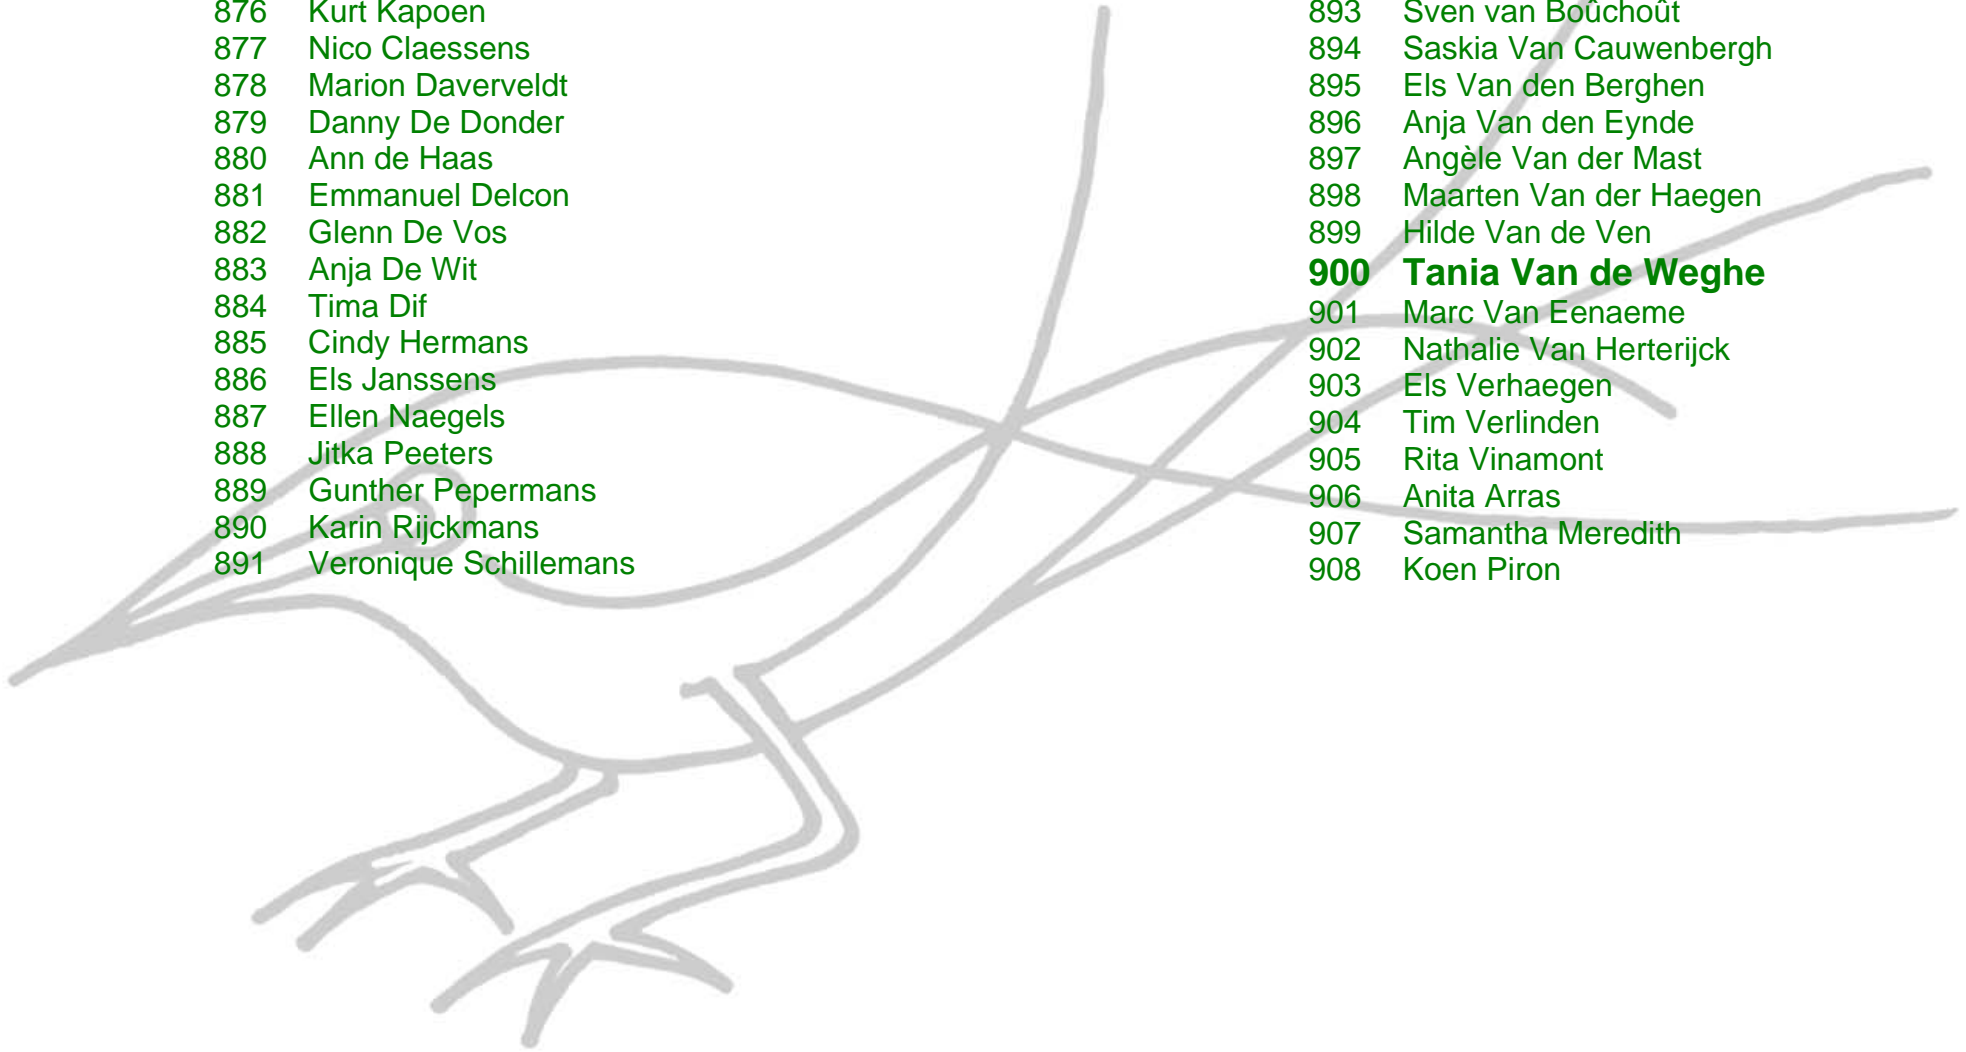 876 Kurt Kapoen
877 Nico Claessens
878 Marion Daverveldt
879 Danny De Donder
880 Ann de Haas
881 Emmanuel Delcon
882 Glenn De Vos
883 Anja De Wit
884 Tima Dif
885 Cindy Hermans
886 Els Janssens
887 Ellen Naegels
888 Jitka Peeters
889 Gunther Pepermans
890 Karin Rijckmans
891 Veronique Schillemans
893 Sven van Boûchoût
894 Saskia Van Cauwenbergh
895 Els Van den Berghen
896 Anja Van den Eynde
897 Angèle Van der Mast
898 Maarten Van der Haegen
899 Hilde Van de Ven
900 Tania Van de Weghe
901 Marc Van Eenaeme
902 Nathalie Van Herterijck
903 Els Verhaegen
904 Tim Verlinden
905 Rita Vinamont
906 Anita Arras
907 Samantha Meredith
908 Koen Piron